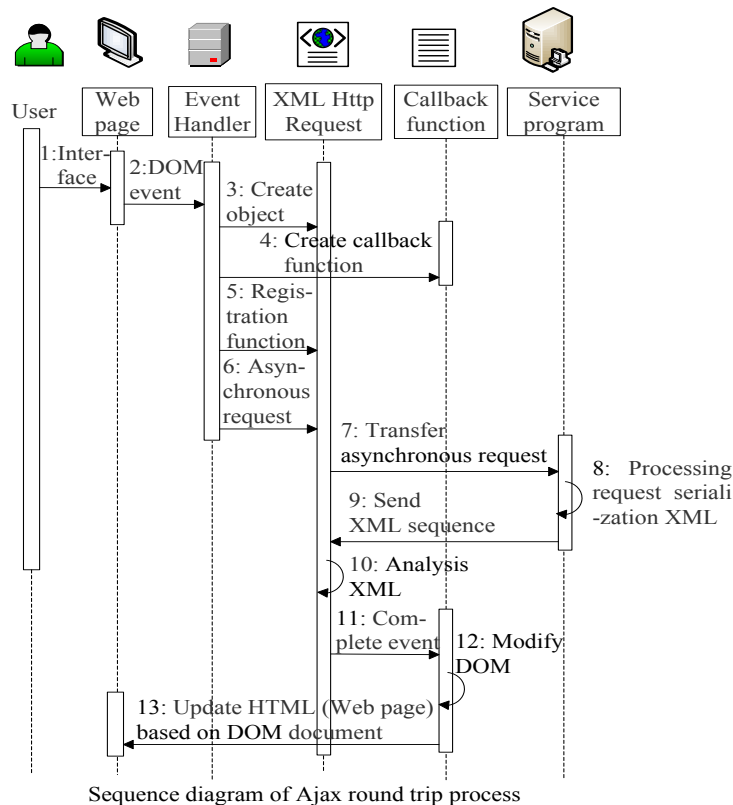 User
Web
page
Event
Handler
XML Http
Request
Callback
function
Service
program
1:Inter-
face
2:DOM
event
3: Create
object
4: Create callback
function
5: Regis-
tration
function
6: Asyn-
chronous
request
7: Transfer
asynchronous request
8: Processing
request seriali
-zation XML
9: Send
XML sequence
10: Analysis
XML
11: Com-
plete event
12: Modify
DOM
13: Update HTML (Web page)
based on DOM document
Sequence diagram of Ajax round trip process